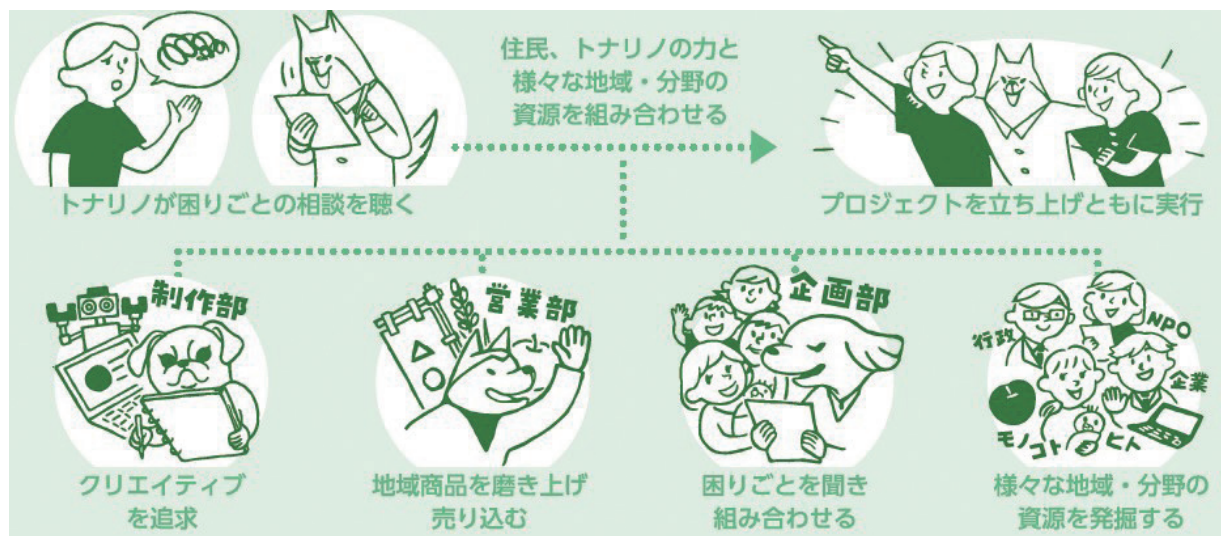 住民、トナリノの力と
様々な地域・分野の
資源を組み合わせる
トナリノが困りごとの相談を聴く
プロジェクトを立ち上げともに実行
制作部
クリエイティブ
を追求
営業部
地域商品を磨き上げ
売り込む
企画部
困りごとを聞き
組み合わせる
行政
NPO
企業
モノ
コト
ヒト
様々な地域・分野の
資源を発掘する